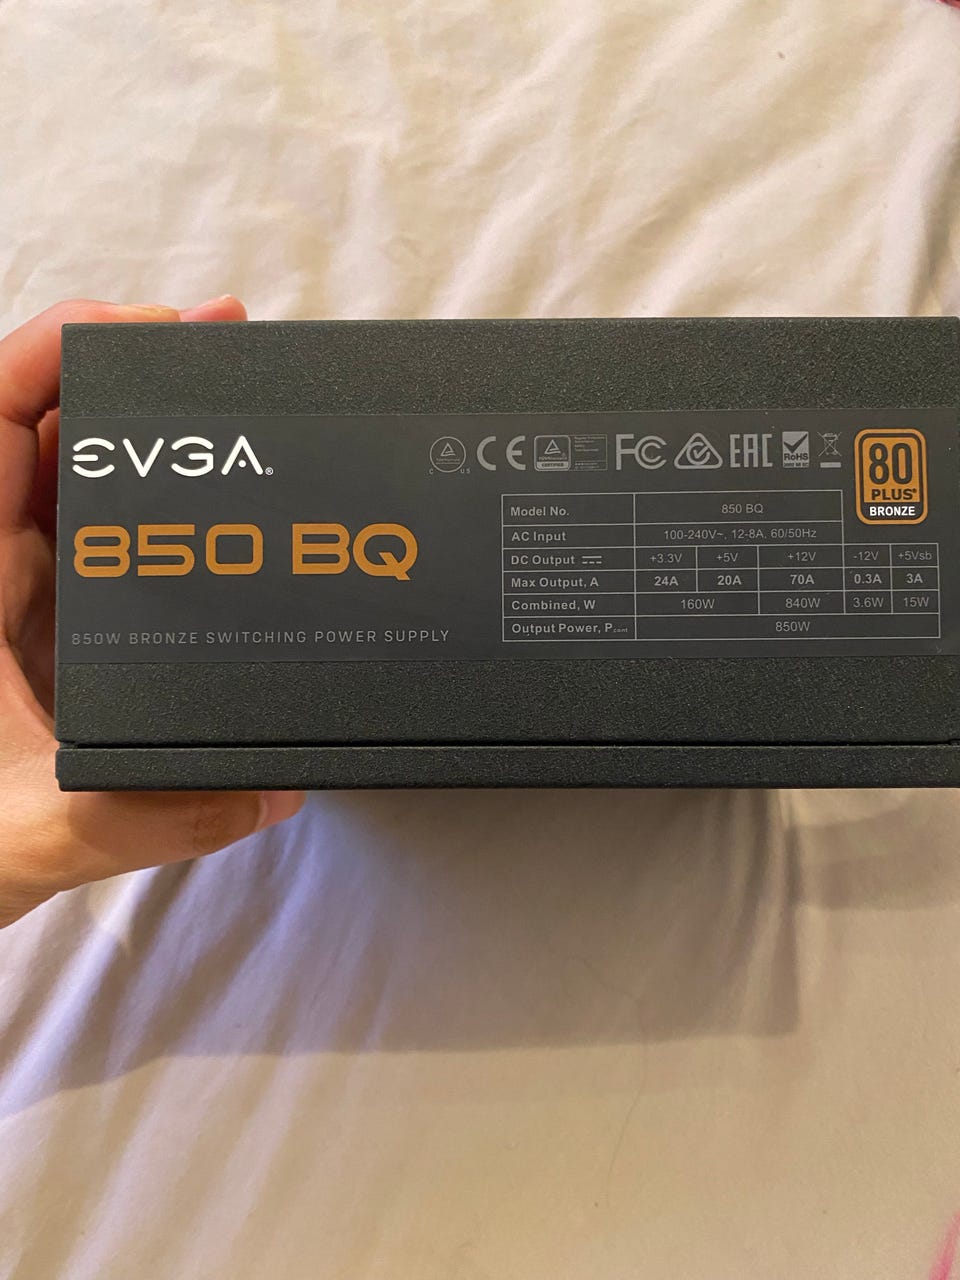 EVGA®
850 BQ
850W BRONZE SWITCHING POWER SUPPLY
C US
CE
CERTIFIED
FC
EAC
RoHS
80
PLUS®
BRONZE
Model No. 850 BQ
AC Input 100-240V~, 12-8A, 60/50Hz
DC Output +3.3V +5V +12V -12V +5Vsb
Max Output, A 24A 20A 70A 0.3A 3A
Combined, W 160W 840W 3.6W 15W
Output Power, Pcont 850W